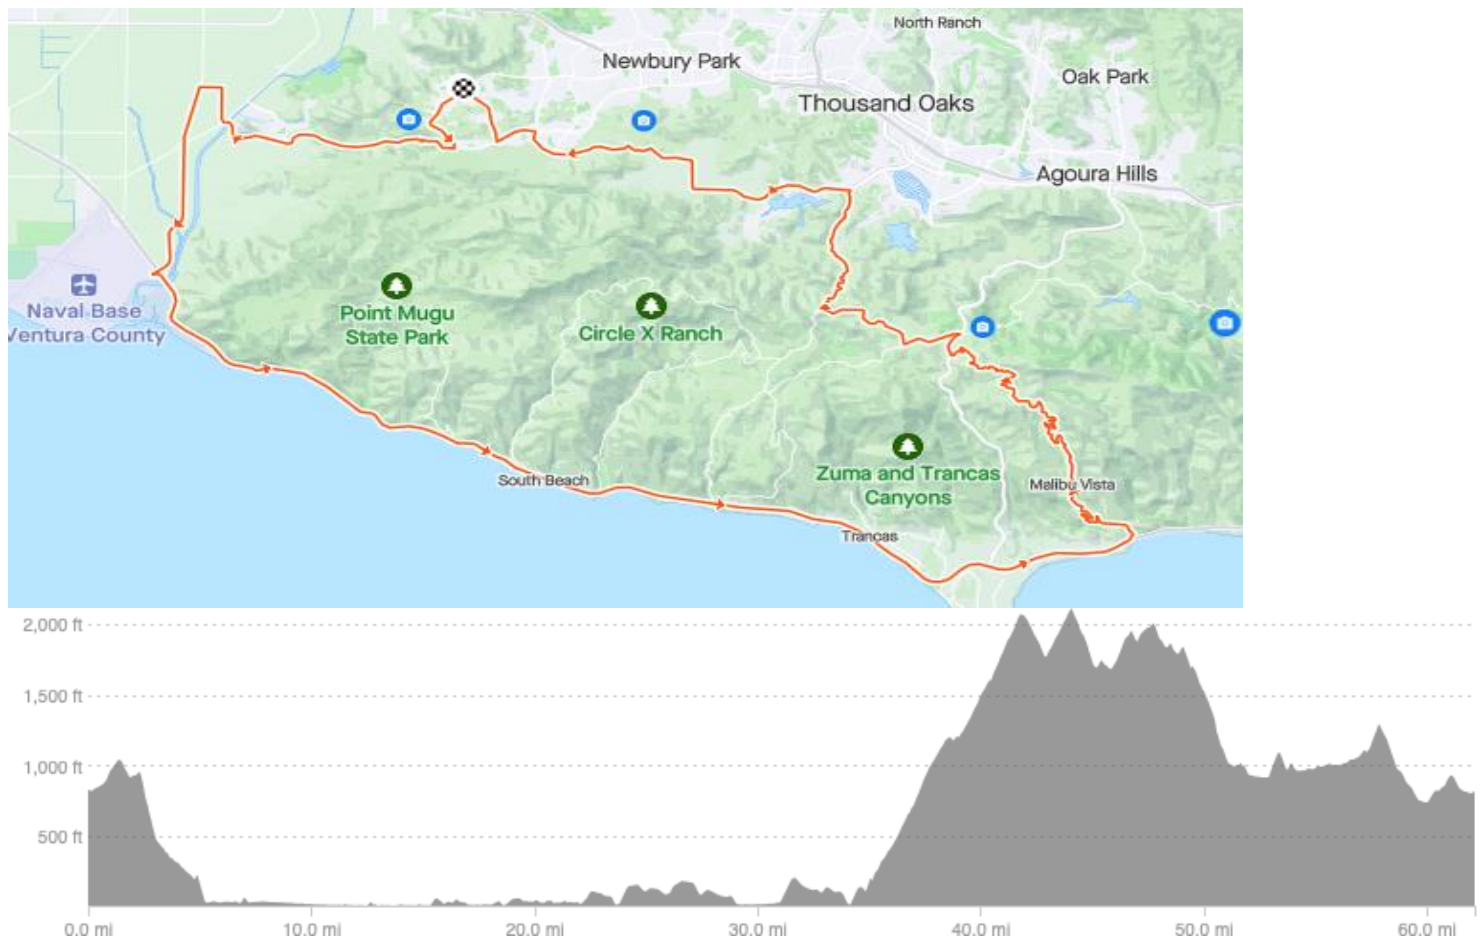 North Ranch
Newbury Park
Oak Park
Thousand Oaks
Agoura Hills
Naval Base
Ventura County
Point Mugu
State Park
Circle X Ranch
Zuma and Trancas
Canyons
South Beach
Malibu Vista
Trancas
2,000 ft
1,500 ft
1,000 ft
500 ft
0.0 mi
10.0 mi
20.0 mi
30.0 mi
40.0 mi
50.0 mi
60.0 mi